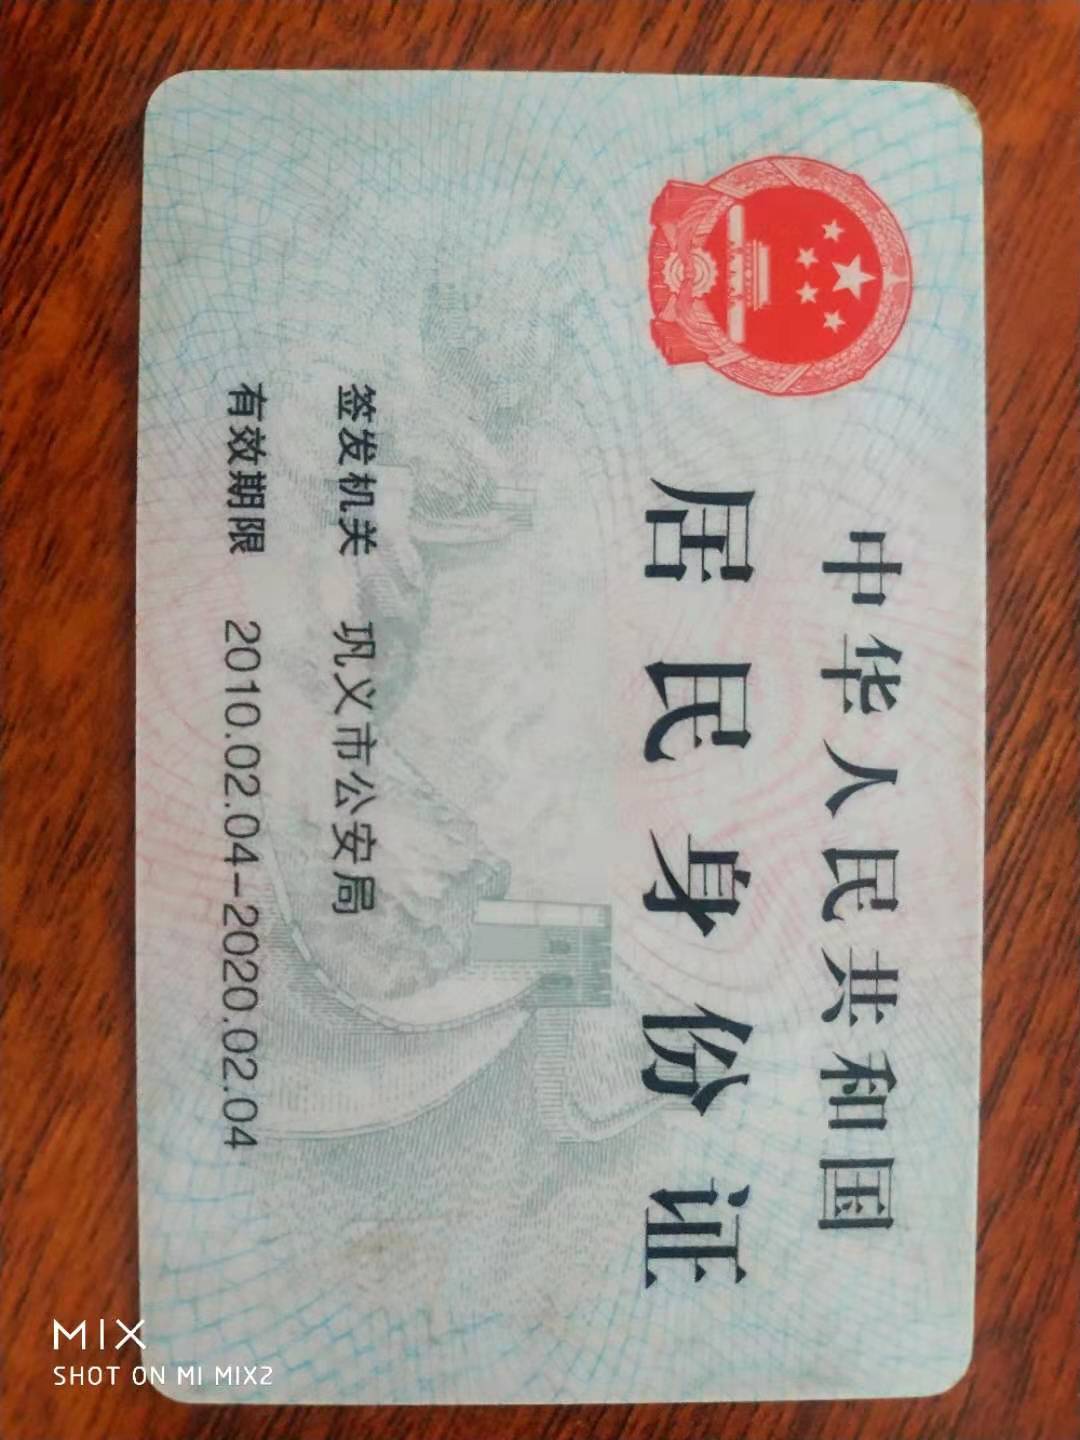 中华人民共和国
居民身份证
签发机关 巩义市公安局
有效期限 2010.02.04-2020.02.04
MIX
SHOT ON MI MIX2